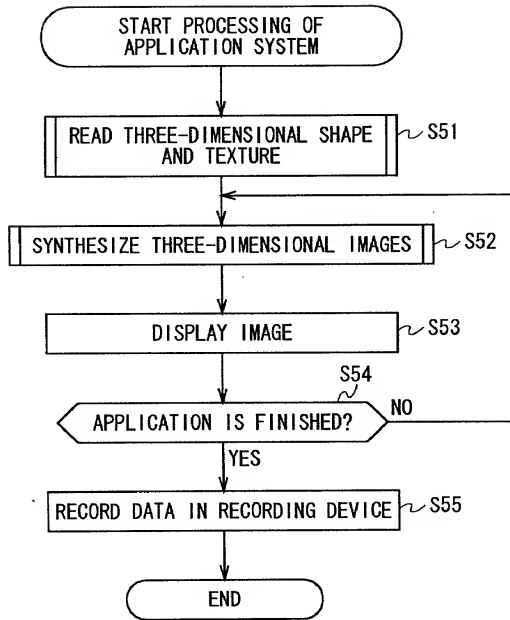 START PROCESSING OF
APPLICATION SYSTEM
READ THREE-DIMENSIONAL SHAPE
AND TEXTURE
S51
SYNTHESIZE THREE-DIMENSIONAL IMAGES
S52
DISPLAY IMAGE
S53
S54
APPLICATION IS FINISHED?
NO
YES
RECORD DATA IN RECORDING DEVICE
S55
END